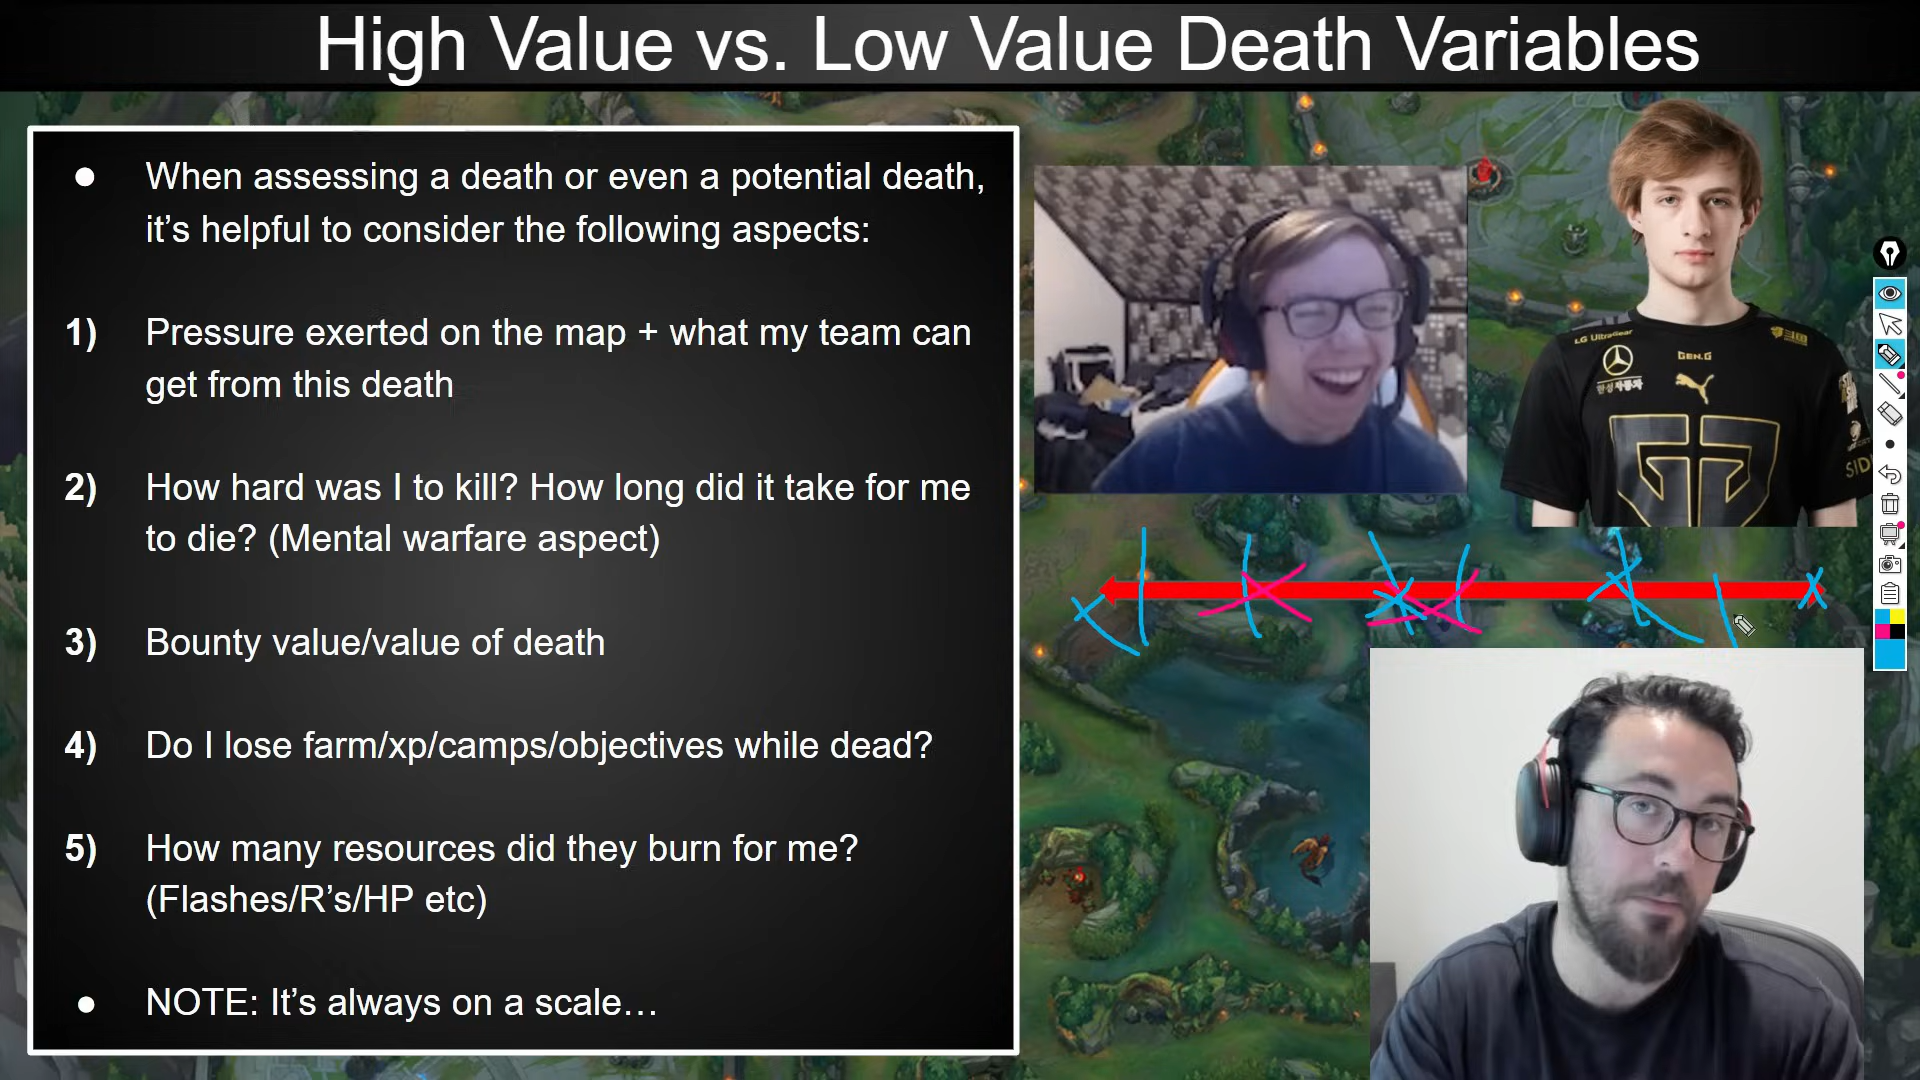 High Value vs. Low Value Death Variables
● When assessing a death or even a potential death,
it’s helpful to consider the following aspects:
1) Pressure exerted on the map + what my team can
get from this death
2) How hard was I to kill? How long did it take for me
to die? (Mental warfare aspect)
3) Bounty value/value of death
4) Do I lose farm/xp/camps/objectives while dead?
5) How many resources did they burn for me?
(Flashes/R’s/HP etc)
● NOTE: It’s always on a scale…
LG UltraGear
GEN.G